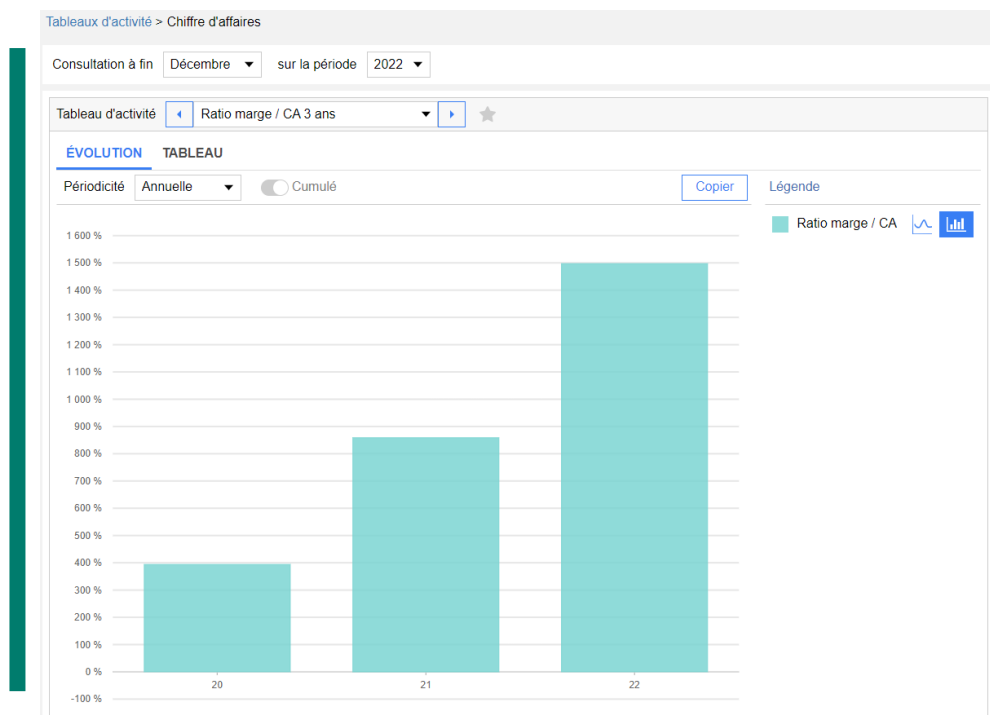 Tableaux d'activité > Chiffre d'affaires
Consultation à fin Décembre sur la période 2022
Tableau d'activité Ratio marge / CA 3 ans
ÉVOLUTION TABLEAU
Périodicité Annuelle Cumulé Copier Légende
Ratio marge / CA
1 600 %
1 500 %
1 400 %
1 300 %
1 200 %
1 100 %
1 000 %
900 %
800 %
700 %
600 %
500 %
400 %
300 %
200 %
100 %
0 %
20 21 22
-100 %